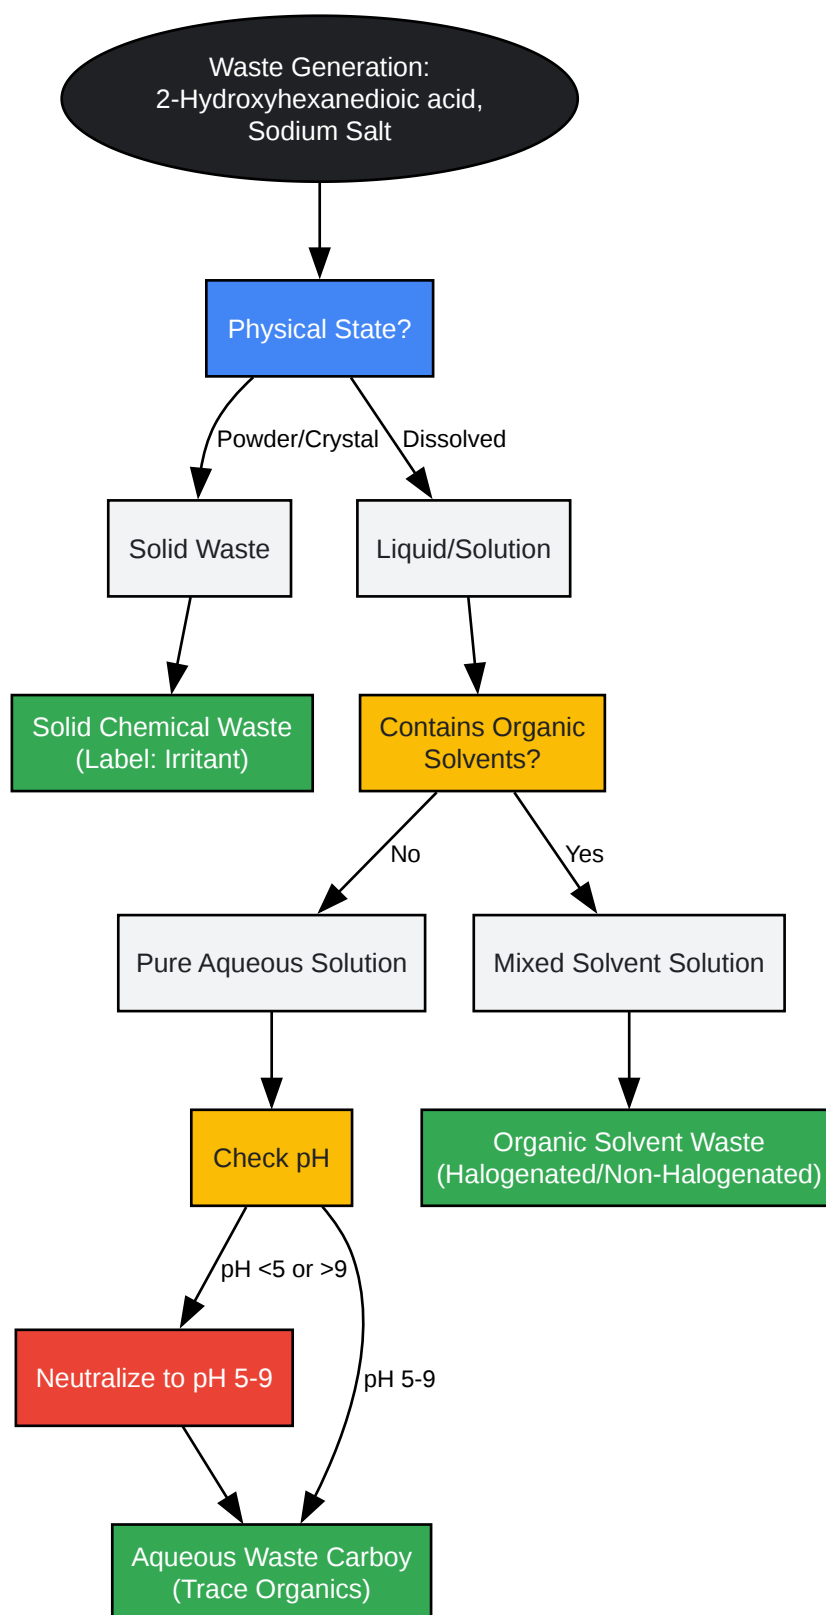 Waste Generation:
2-Hydroxyhexanedioic acid,
Sodium Salt
Physical State?
Powder/Crystal
Dissolved
Solid Waste
Liquid/Solution
Solid Chemical Waste
(Label: Irritant)
Contains Organic
Solvents?
No
Yes
Pure Aqueous Solution
Mixed Solvent Solution
Check pH
Organic Solvent Waste
(Halogenated/Non-Halogenated)
pH <5 or >9
Neutralize to pH 5-9
pH 5-9
Aqueous Waste Carboy
(Trace Organics)